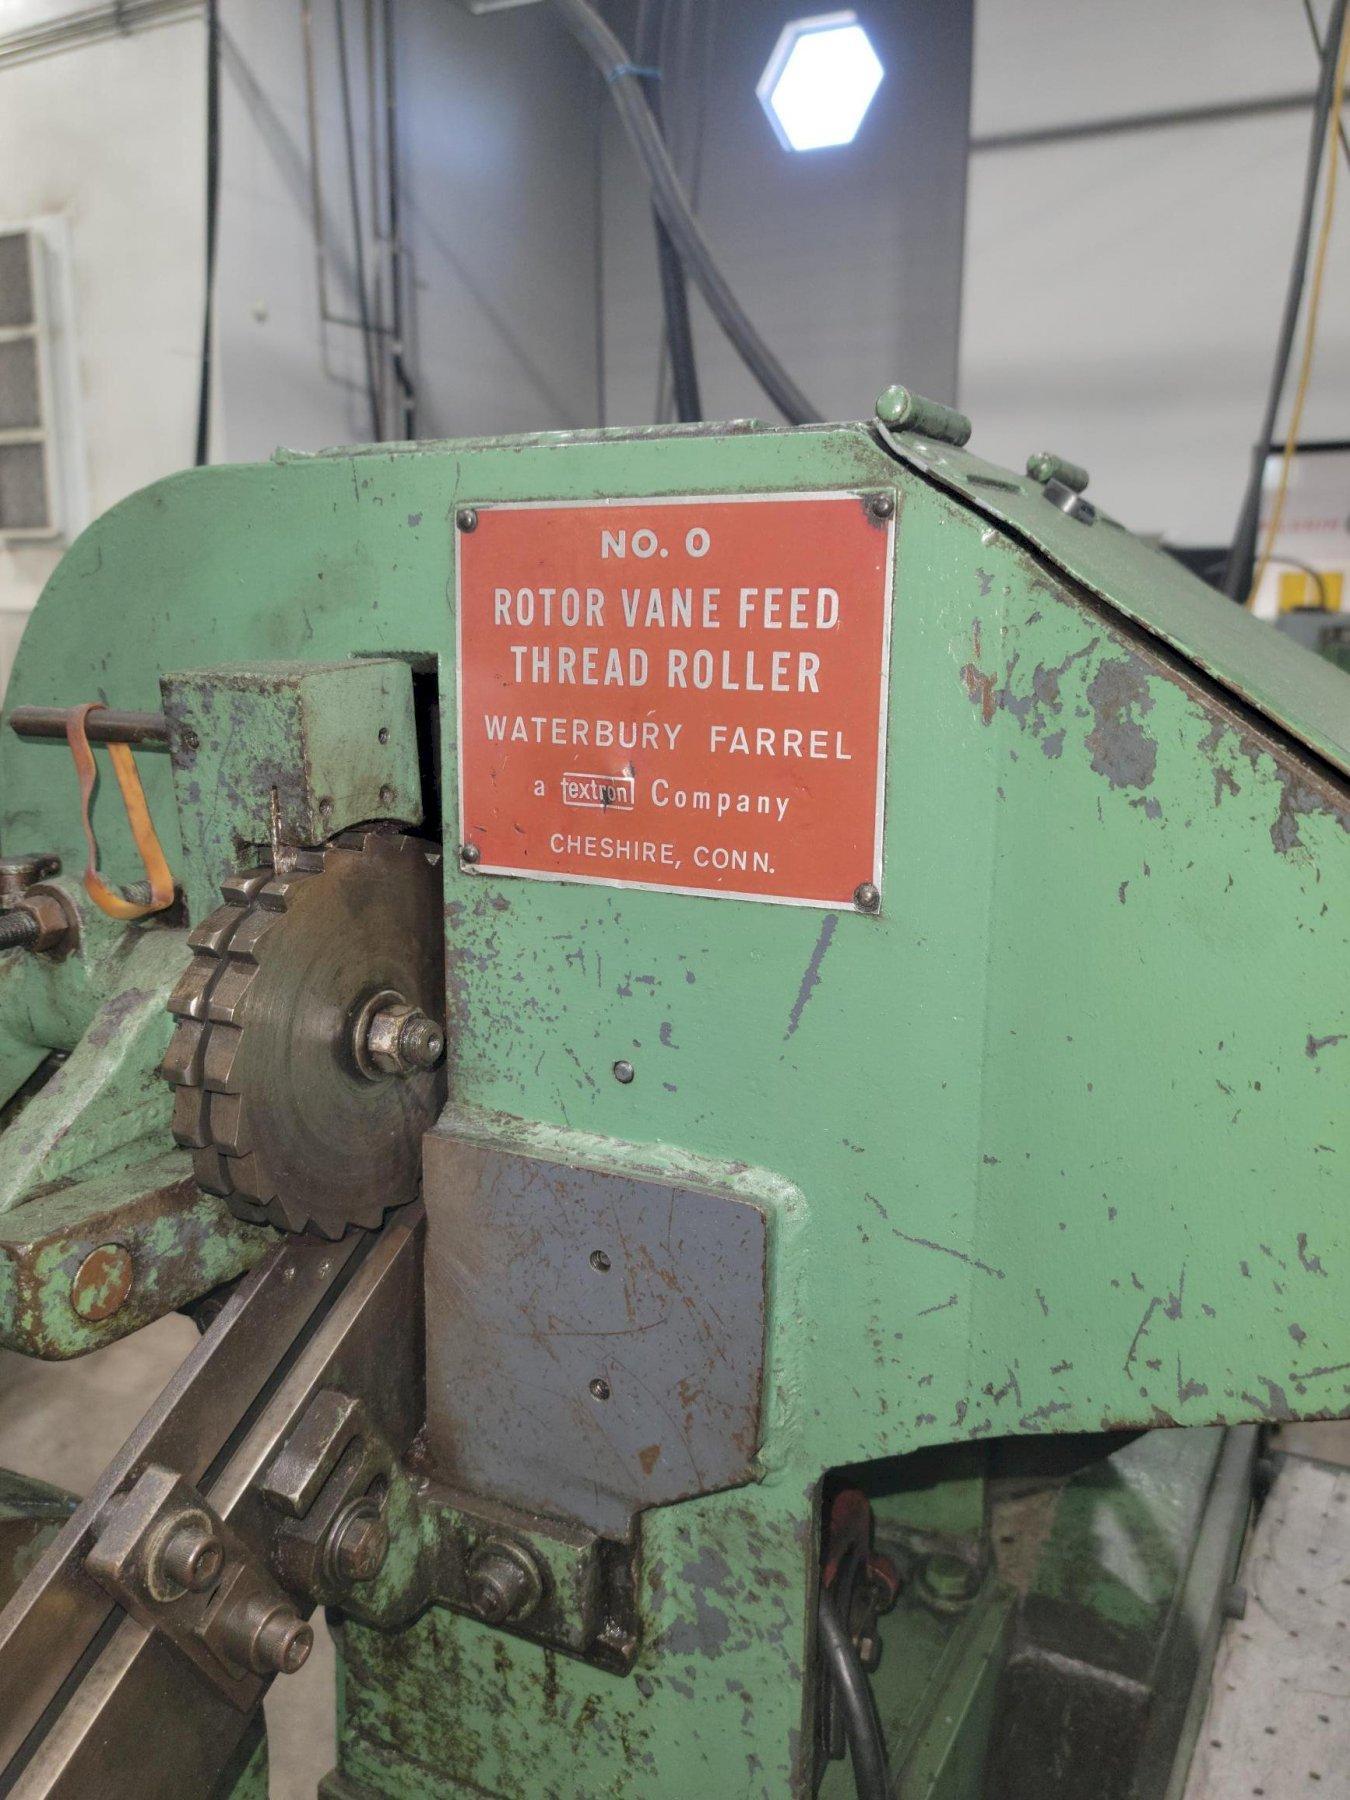 NO. 0
ROTOR VANE FEED
THREAD ROLLER
WATERBURY FARREL
a textron Company
CHESHIRE, CONN.